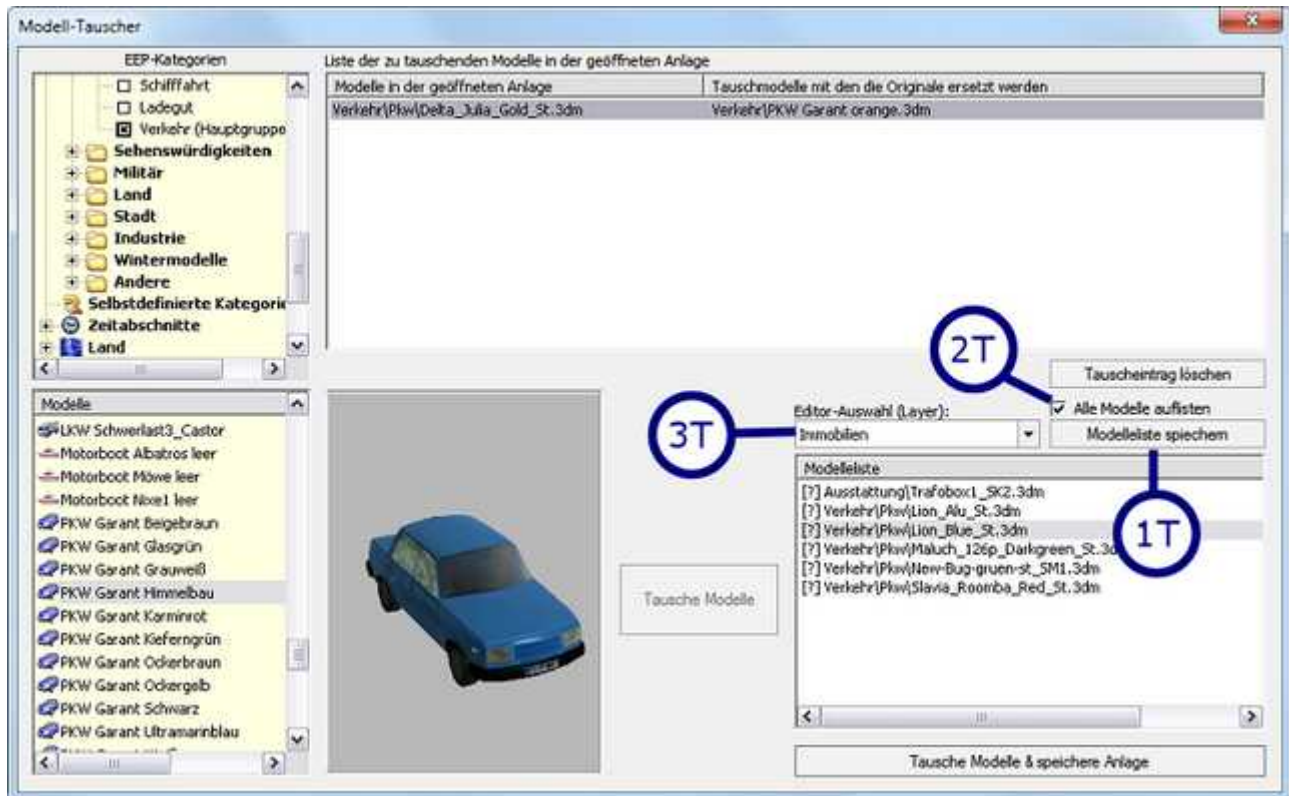 Modell-Tauscher
EEP-Kategorien
Schifffahrt
Ladegut
Verkehr (Hauptgruppe
Sehenswürdigkeiten
Militär
Land
Stadt
Industrie
Wintermodelle
Andere
Selbstdefinierte Kategorie
Zeitabschnitte
Land
Liste der zu tauschenden Modelle in der geöffneten Anlage
Modelle in der geöffneten Anlage Tauschmodelle mit den die Originale ersetzt werden
Verkehr\Pkw\Delta_Julia_Gold_St.3dm Verkehr\PKW Garant orange.3dm
Modelle
LKW Schwerlast3_Castor
Motorboot Albatros leer
Motorboot Möwe leer
Motorboot Nixe1 leer
PKW Garant Beigebraun
PKW Garant Glasgrün
PKW Garant Grauweiß
PKW Garant Himmelbau
PKW Garant Karminrot
PKW Garant Kieferngrün
PKW Garant Ockerbraun
PKW Garant Ockergelb
PKW Garant Schwarz
PKW Garant Ultramarinblau
Tausche Modelle
2T
Tauscheintrag löschen
Alle Modelle auflisten
3T
Editor-Auswahl (Layer):
Immobilien
Modelleliste spiechern
1T
Modelleliste
[?] Ausstattung\Trafobox1_SK2.3dm
[?] Verkehr\Pkw\Lion_Alu_St.3dm
[?] Verkehr\Pkw\Lion_Blue_St.3dm
[?] Verkehr\Pkw\Maluch_126p_Darkgreen_St.3d
[?] Verkehr\Pkw\New-Bug-gruen-st_SM1.3dm
[?] Verkehr\Pkw\Slavia_Roomba_Red_St.3dm
Tausche Modelle & speichere Anlage